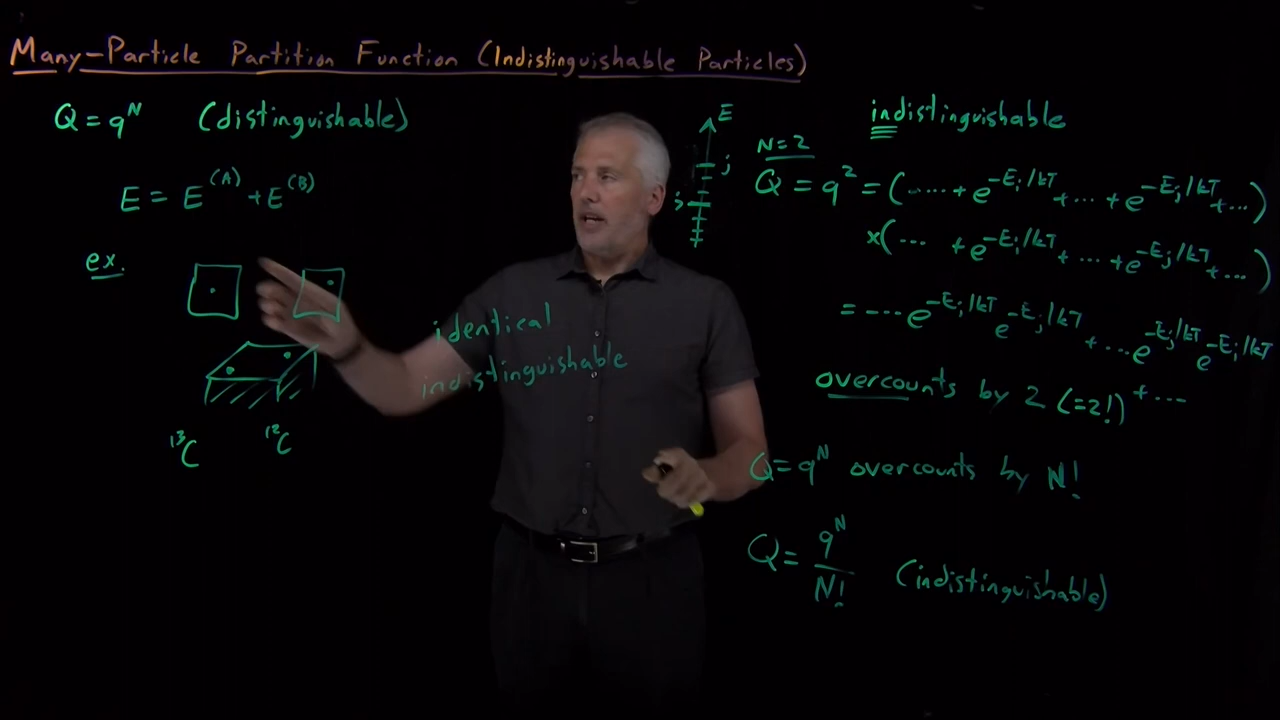 Many-Particle Partition Function (Indistinguishable Particles)
Q = q^N (distinguishable)
E = E^(A) + E^(B)
ex.
¹³C ¹²C
identical
indistinguishable
E
j
i
indistinguishable
N=2
Q = q² = (..... + e^-Ei/kT + ... + e^-Ej/kT + ...)
x(... + e^-Ei/kT + ... + e^-Ej/kT + ...)
= .... e^-Ei/kT e^-Ej/kT + ... e^-Ej/kT e^-Ei/kT
+ ...
overcounts by 2 (=2!)
Q = q^N overcounts by N!
Q = q^N / N! (indistinguishable)